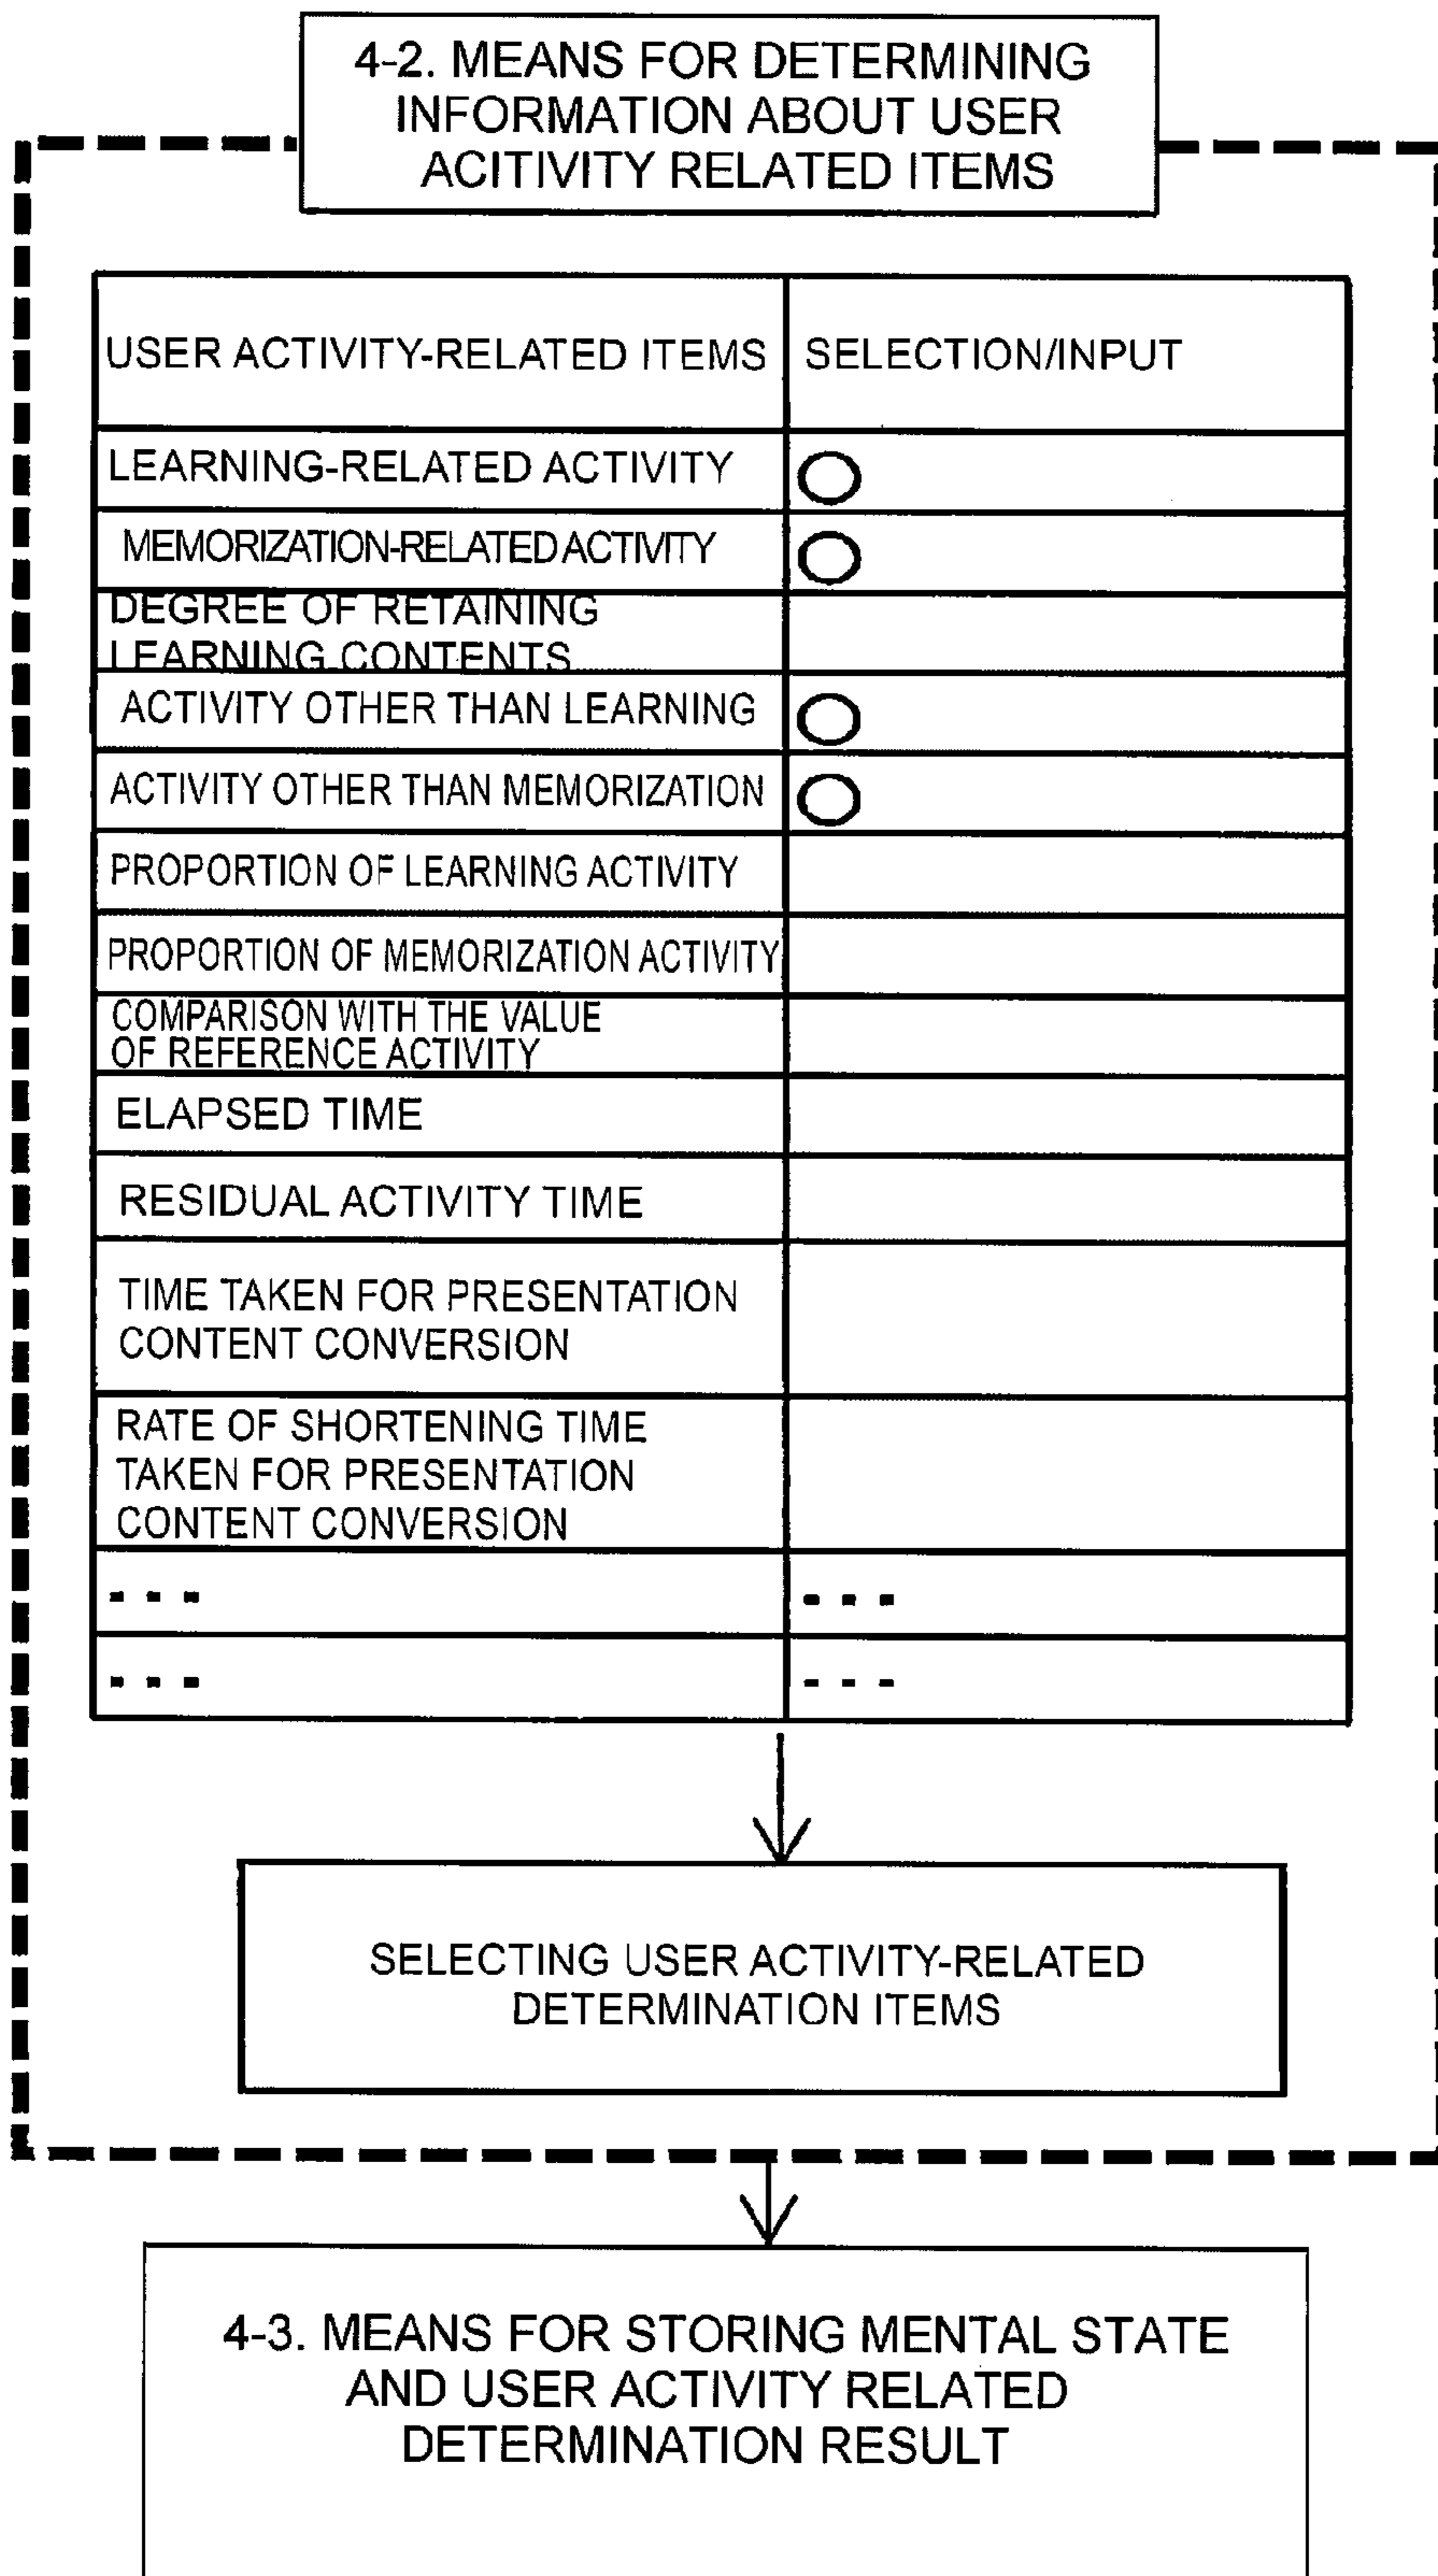 4-2. MEANS FOR DETERMINING
INFORMATION ABOUT USER
ACITIVITY RELATED ITEMS
USER ACTIVITY-RELATED ITEMS SELECTION/INPUT
LEARNING-RELATED ACTIVITY
MEMORIZATION-RELATED ACTIVITY
DEGREE OF RETAINING
LEARNING CONTENTS
ACTIVITY OTHER THAN LEARNING
ACTIVITY OTHER THAN MEMORIZATION
PROPORTION OF LEARNING ACTIVITY
PROPORTION OF MEMORIZATION ACTIVITY
COMPARISON WITH THE VALUE
OF REFERENCE ACTIVITY
ELAPSED TIME
RESIDUAL ACTIVITY TIME
TIME TAKEN FOR PRESENTATION
CONTENT CONVERSION
RATE OF SHORTENING TIME
TAKEN FOR PRESENTATION
CONTENT CONVERSION
- - - - - -
- - - - - -
SELECTING USER ACTIVITY-RELATED
DETERMINATION ITEMS
4-3. MEANS FOR STORING MENTAL STATE
AND USER ACTIVITY RELATED
DETERMINATION RESULT